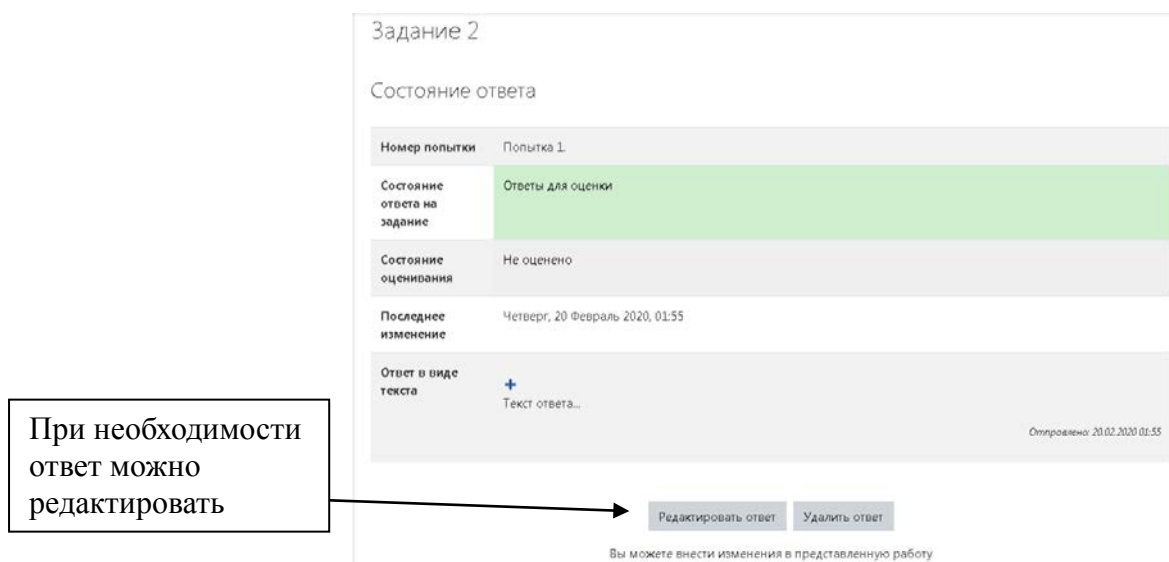 Задание 2
Состояние ответа
Номер попытки Попытка 1.
Состояние ответа на задание Ответы для оценки
Состояние оценивания Не оценено
Последнее изменение Четверг, 20 Февраль 2020, 01:55
Ответ в виде текста
+
Текст ответа...
Отправлено: 20.02.2020 01:55
При необходимости
ответ можно
редактировать
Редактировать ответ Удалить ответ
Вы можете внести изменения в представленную работу